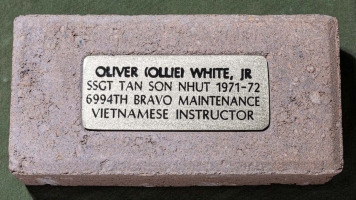 OLIVER (OLLIE) WHITE, JR
SSGT TAN SON NHUT 1971-72
6994TH BRAVO MAINTENANCE
VIETNAMESE INSTRUCTOR